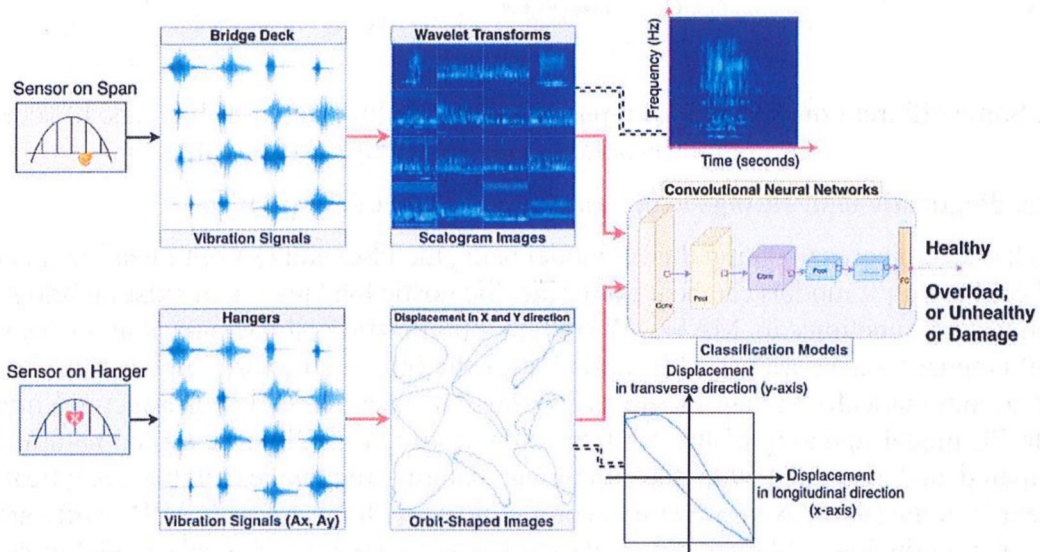 Bridge Deck
Wavelet Transforms
Frequency (Hz)
Sensor on Span
Time (seconds)
Vibration Signals
Scalogram Images
Convolutional Neural Networks
Conv
Pool
Conv
Pool
FC
Healthy
Overload,
or Unhealthy
or Damage
Classification Models
Hangers
Displacement in X and Y direction
Sensor on Hanger
X
Displacement
in transverse direction (y-axis)
Displacement
in longitudinal direction
(x-axis)
Vibration Signals (Ax, Ay)
Orbit-Shaped Images